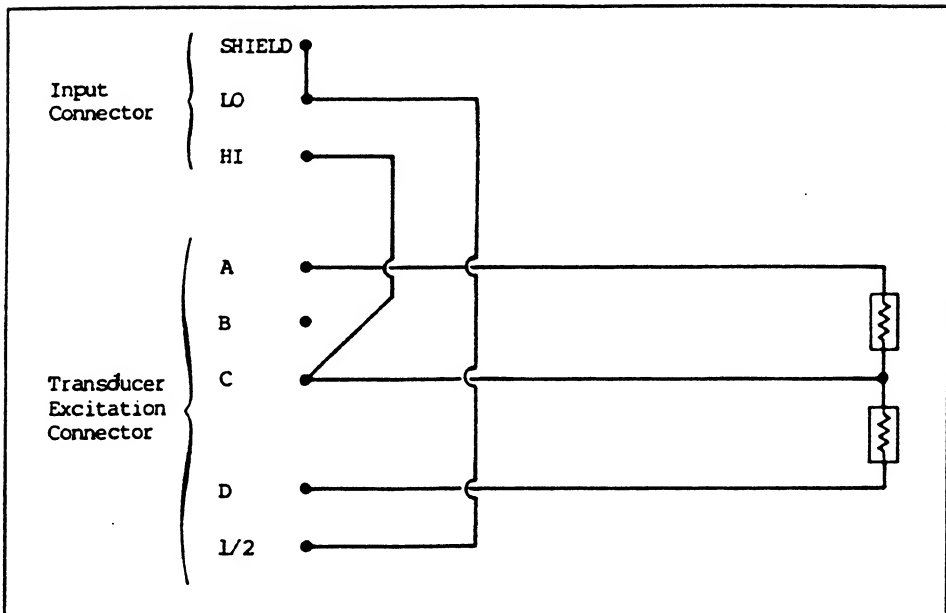 SHIELD
Input
Connector
LO
HI
A
B
C
Transducer
Excitation
Connector
D
1/2